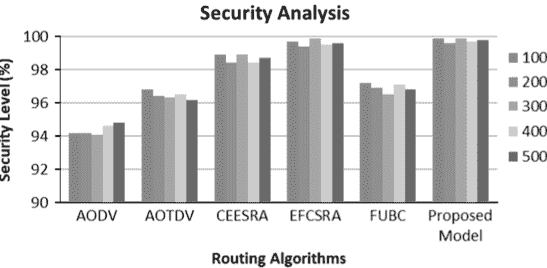 Security Analysis
Security Level (%)
100
98
96
94
92
90
AODV AOTDV CEESRA EFCSRA FUBC Proposed
Model
Routing Algorithms
100
200
300
400
500